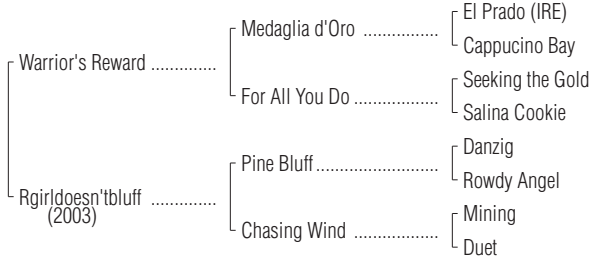 El Prado (IRE)
Medaglia d'Oro ................
Cappucino Bay
Warrior's Reward ..............
Seeking the Gold
For All You Do ..................
Salina Cookie
Danzig
Pine Bluff..........................
Rowdy Angel
Rgirldoesn'tbluff ..............
(2003)
Mining
Chasing Wind ..................
Duet